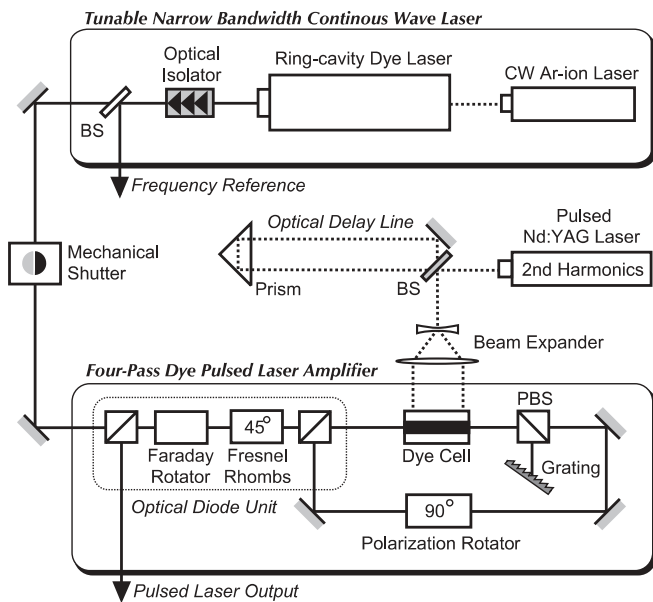 Tunable Narrow Bandwidth Continous Wave Laser
Optical
Isolator
Ring-cavity Dye Laser
CW Ar-ion Laser
BS
Frequency Reference
Mechanical
Shutter
Optical Delay Line
Prism
BS
Pulsed
Nd:YAG Laser
2nd Harmonics
Beam Expander
Four-Pass Dye Pulsed Laser Amplifier
Faraday
Rotator
45°
Fresnel
Rhombs
Optical Diode Unit
Dye Cell
PBS
Grating
90°
Polarization Rotator
Pulsed Laser Output